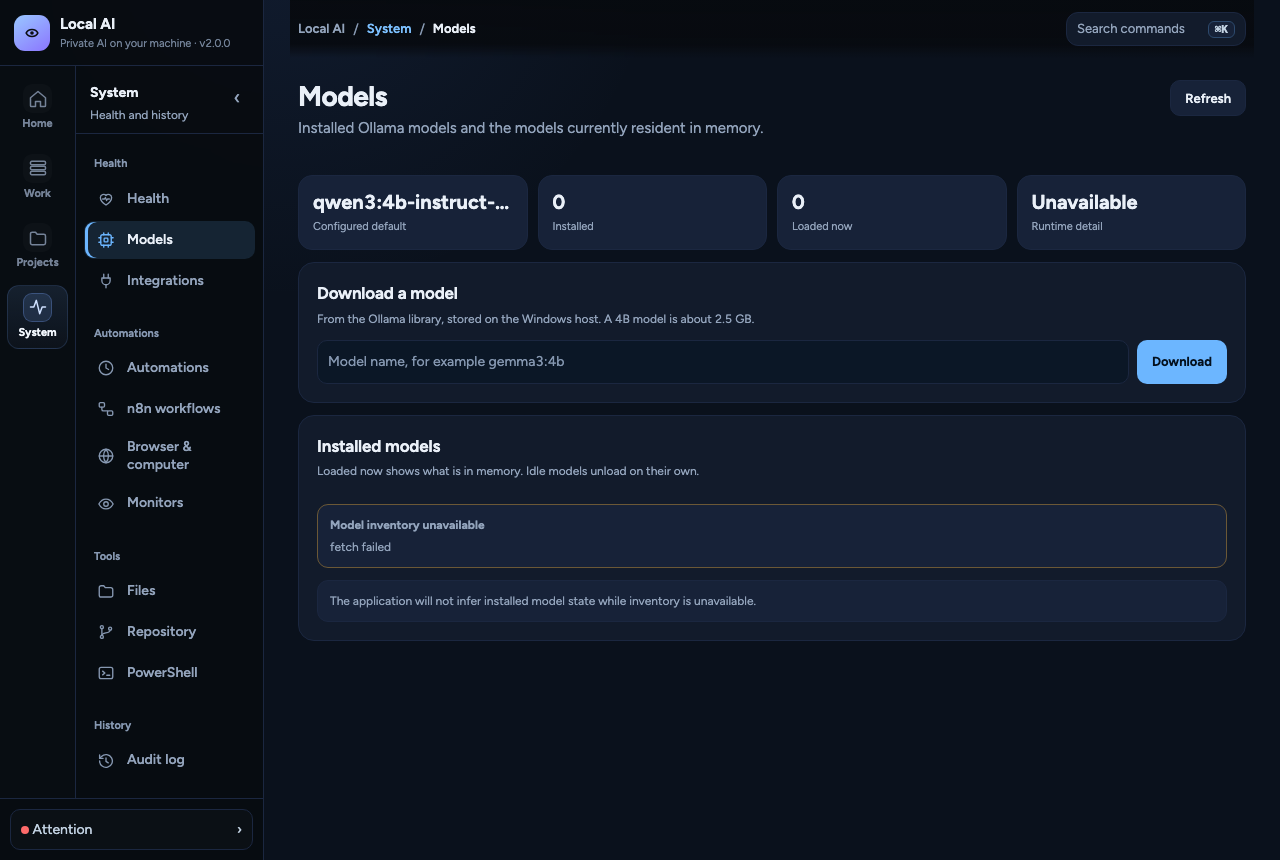 Local AI
Private AI on your machine · v2.0.0
Home
Work
Projects
System
System
Health and history
‹
Health
Health
Models
Integrations
Automations
Automations
n8n workflows
Browser &
computer
Monitors
Tools
Files
Repository
PowerShell
History
Audit log
Attention ›
Local AI / System / Models
Search commands ⌘K
Models
Installed Ollama models and the models currently resident in memory.
Refresh
qwen3:4b-instruct-...
Configured default
0
Installed
0
Loaded now
Unavailable
Runtime detail
Download a model
From the Ollama library, stored on the Windows host. A 4B model is about 2.5 GB.
Model name, for example gemma3:4b
Download
Installed models
Loaded now shows what is in memory. Idle models unload on their own.
Model inventory unavailable
fetch failed
The application will not infer installed model state while inventory is unavailable.